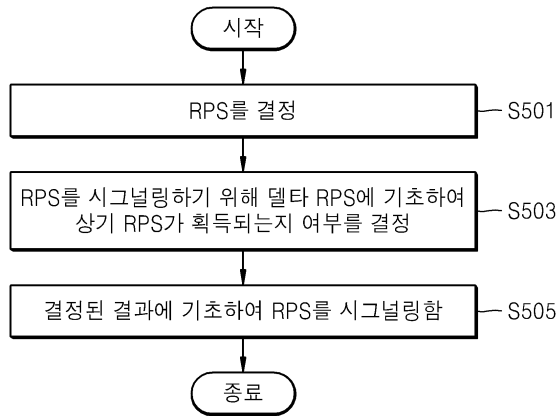 시작
RPS를 결정
S501
RPS를 시그널링하기 위해 델타 RPS에 기초하여
상기 RPS가 획득되는지 여부를 결정
S503
결정된 결과에 기초하여 RPS를 시그널링함
S505
종료